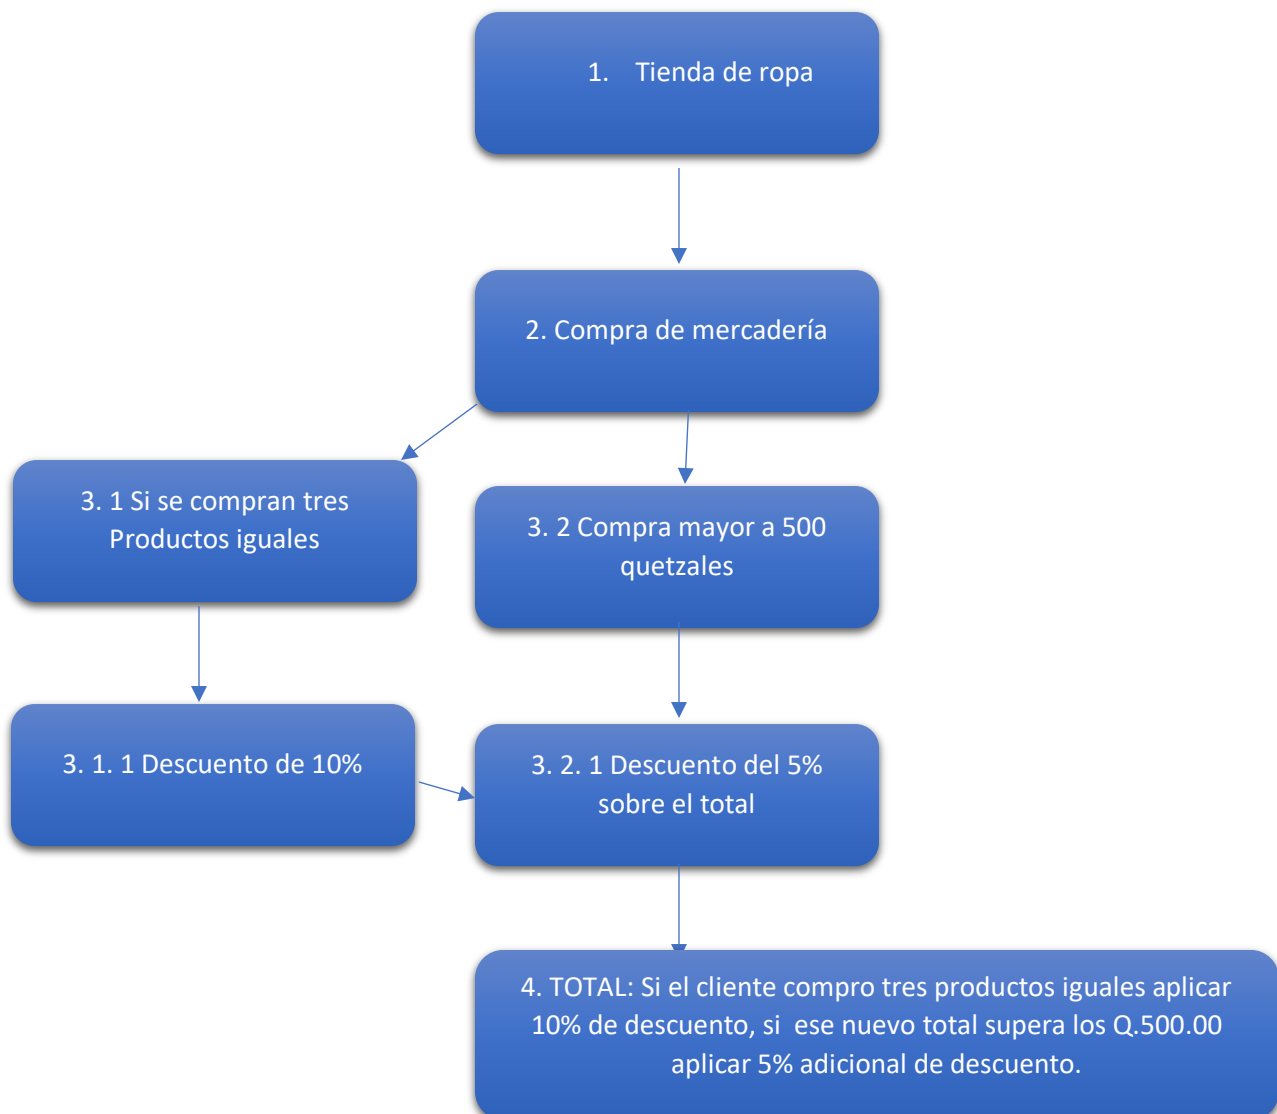 1. Tienda de ropa
2. Compra de mercadería
3. 1 Si se compran tres
Productos iguales
3. 2 Compra mayor a 500
quetzales
3. 1. 1 Descuento de 10%
3. 2. 1 Descuento del 5%
sobre el total
4. TOTAL: Si el cliente compro tres productos iguales aplicar
10% de descuento, si ese nuevo total supera los Q.500.00
aplicar 5% adicional de descuento.